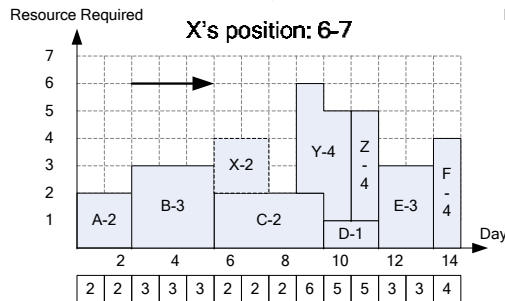 Resource Required
X's position: 6-7
7
6
5
4
3
2
1
A-2
B-3
X-2
C-2
Y-4
Z
-
4
D-1
E-3
F
-
4
Day
2 4 6 8 10 12 14
2 2 3 3 3 2 2 2 6 5 5 3 3 4